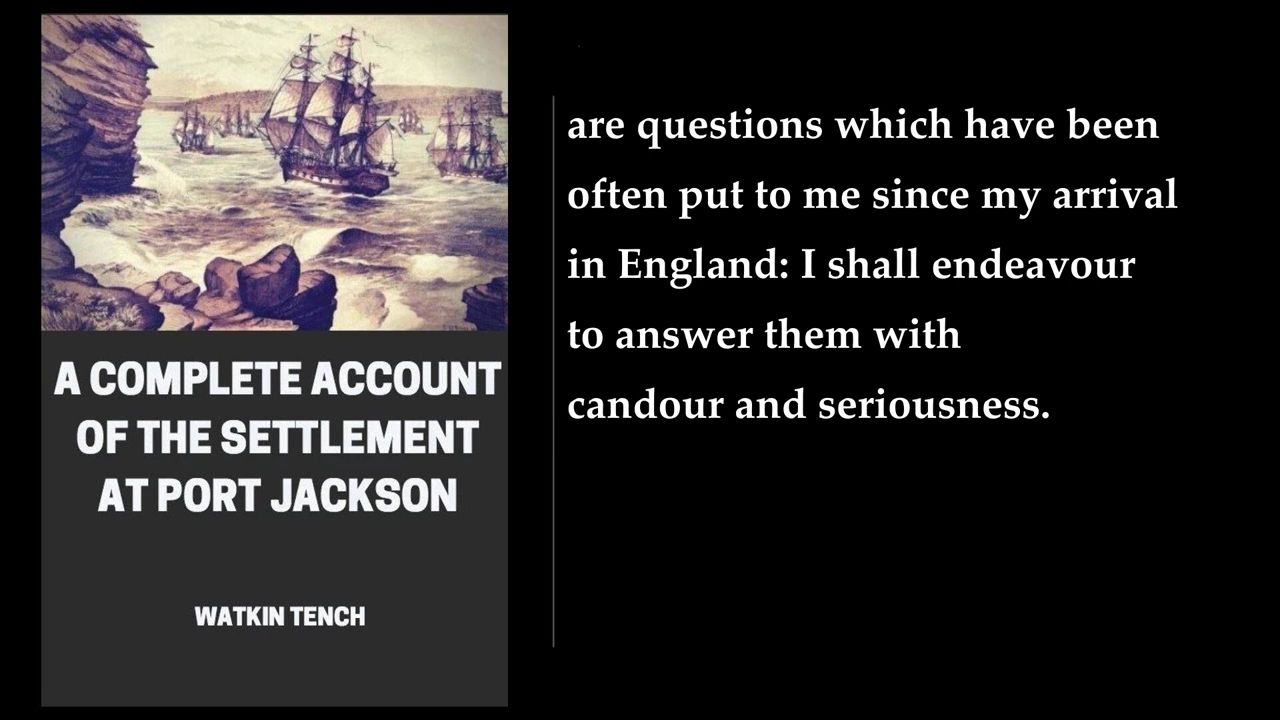 A COMPLETE ACCOUNT
OF THE SETTLEMENT
AT PORT JACKSON
WATKIN TENCH
are questions which have been
often put to me since my arrival
in England: I shall endeavour
to answer them with
candour and seriousness.